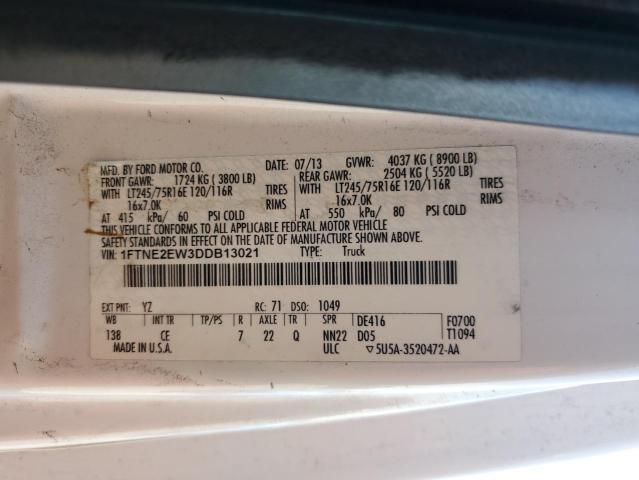 MFD. BY FORD MOTOR CO. 07/13 GVWR: 4037 KG ( 8900 LB)
FRONT GAWR: 1724 KG ( 3800 LB) REAR GAWR: 2504 KG ( 5520 LB)
WITH LT245/75R16E 120/116R TIRES WITH LT245/75R16E 120/116R TIRES
16x7.0K RIMS 16x7.0K RIMS
AT 415 kPa/ 60 PSI COLD AT 550 kPa/ 80 PSI COLD
THIS VEHICLE CONFORMS TO ALL APPLICABLE FEDERAL MOTOR VEHICLE
SAFETY STANDARDS IN EFFECT ON THE DATE OF MANUFACTURE SHOWN ABOVE.
VIN: 1FTNE2EW3DDB13021 TYPE: Truck
EXT PNT: YZ RC: 71 DSO: 1049
WB INT TR TP/PS R AXLE TR SPR DE416 F0700
138 CE 7 22 Q NN22 D05 T1094
MADE IN U.S.A. ULC ▽5U5A-3520472-AA